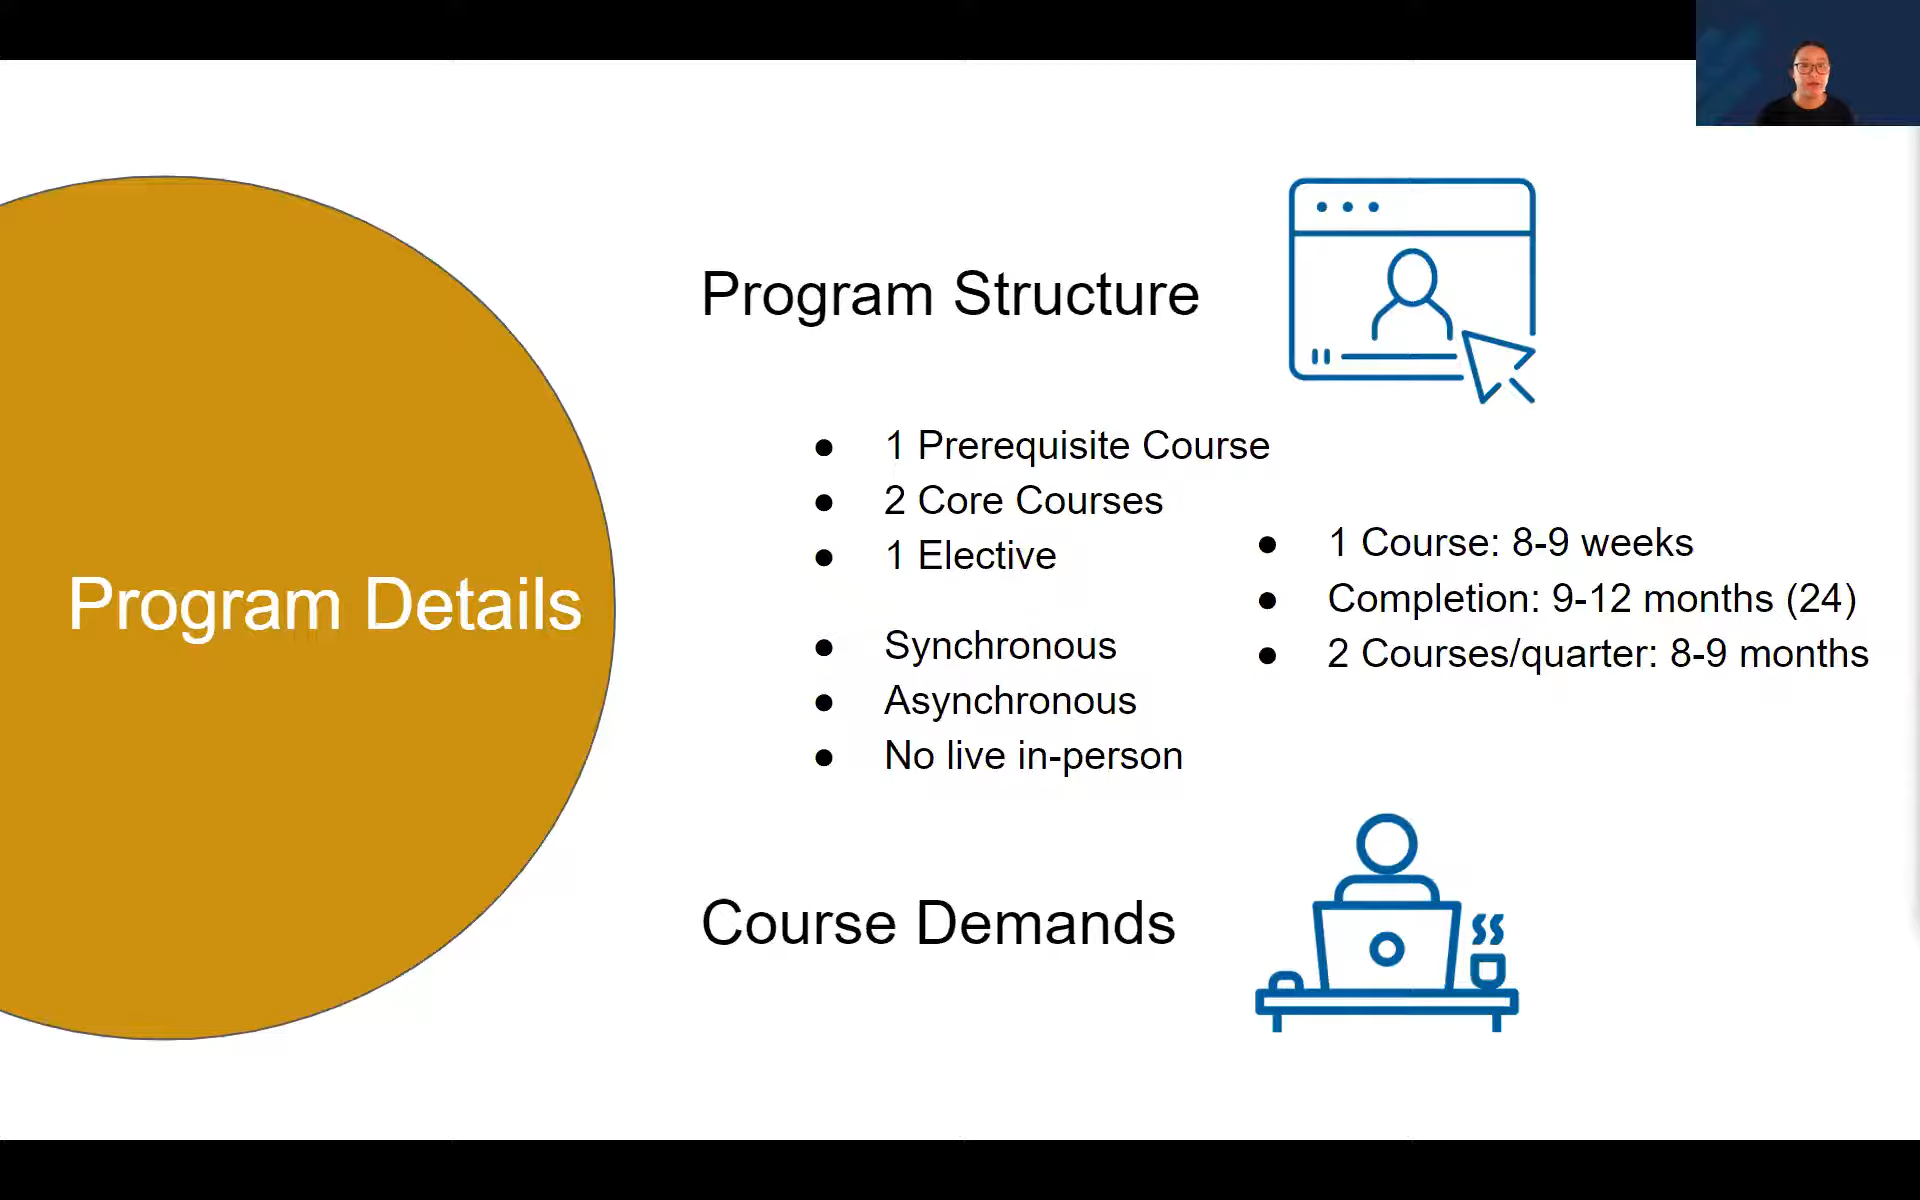 Program Details
Program Structure
● 1 Prerequisite Course
● 2 Core Courses
● 1 Elective
● Synchronous
● Asynchronous
● No live in-person
● 1 Course: 8-9 weeks
● Completion: 9-12 months (24)
● 2 Courses/quarter: 8-9 months
Course Demands